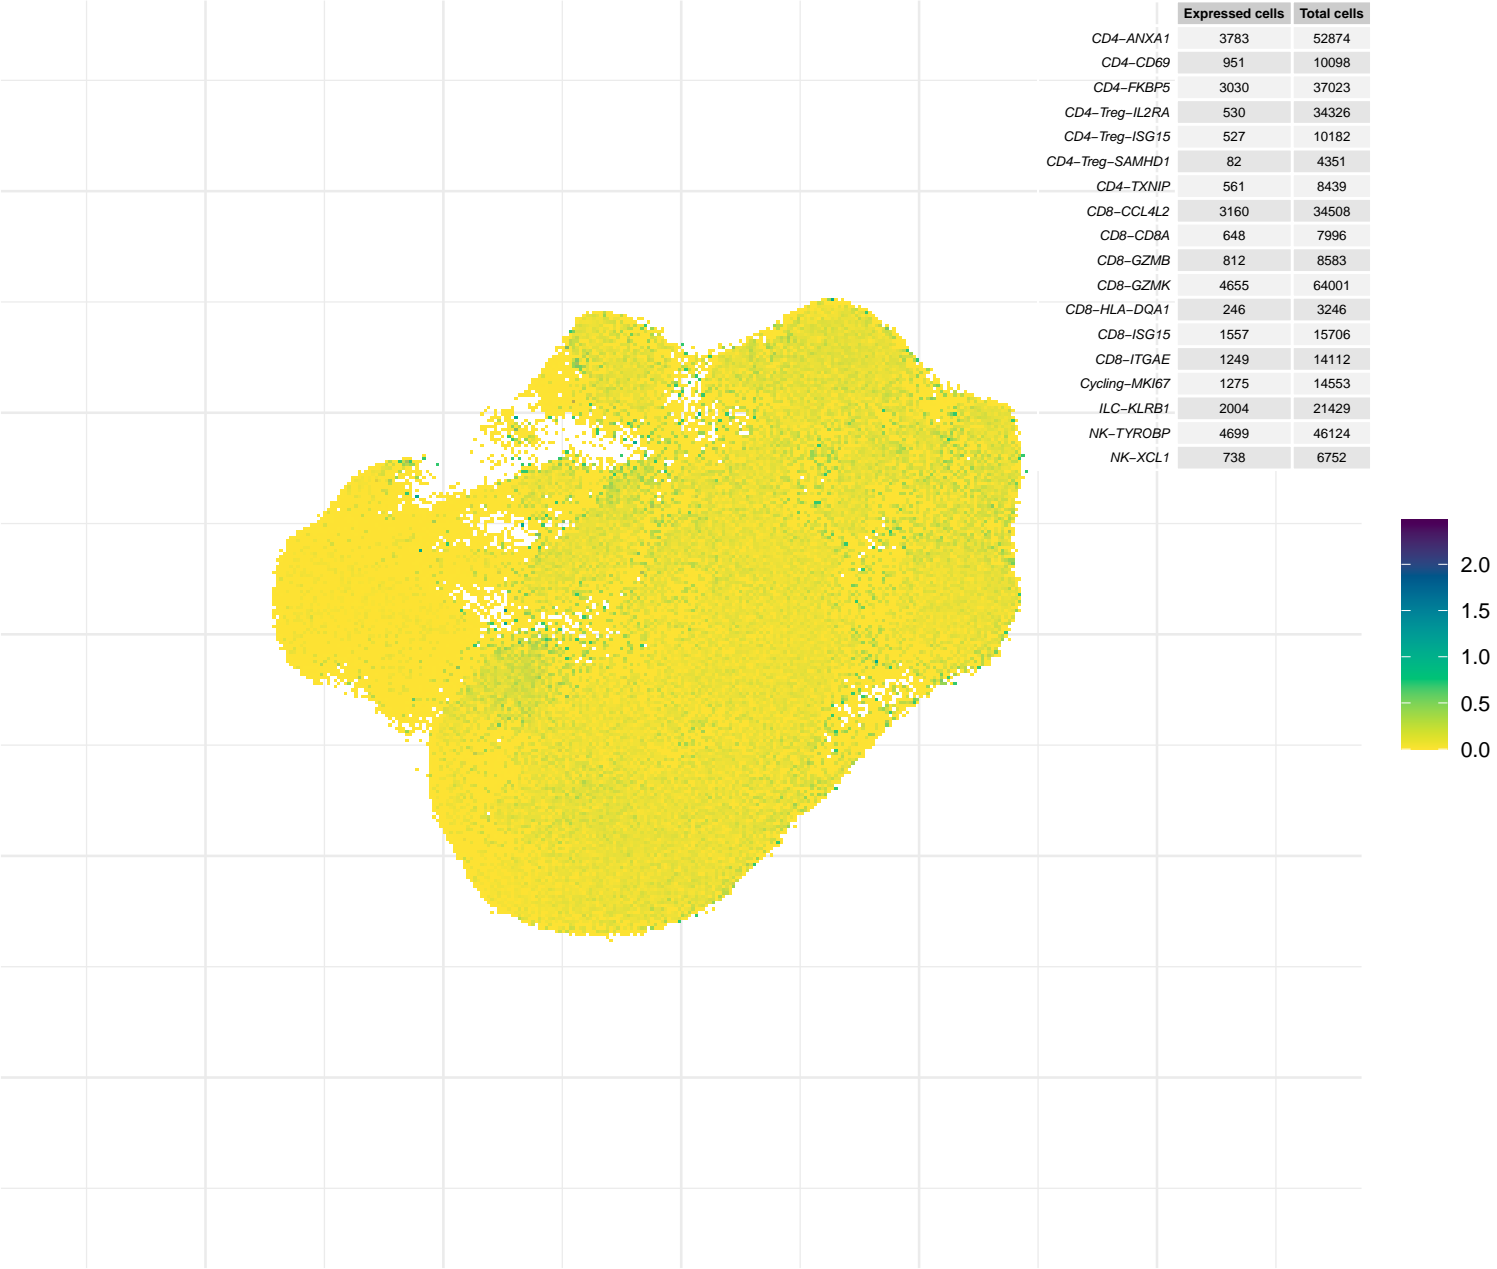 Expressed cells Total cells
CD4−ANXA1 3783 52874
CD4−CD69 951 10098
CD4−FKBP5 3030 37023
CD4−Treg−IL2RA 530 34326
CD4−Treg−ISG15 527 10182
CD4−Treg−SAMHD1 82 4351
CD4−TXNIP 561 8439
CD8−CCL4L2 3160 34508
CD8−CD8A 648 7996
CD8−GZMB 812 8583
CD8−GZMK 4655 64001
CD8−HLA−DQA1 246 3246
CD8−ISG15 1557 15706
CD8−ITGAE 1249 14112
Cycling−MKI67 1275 14553
ILC−KLRB1 2004 21429
NK−TYROBP 4699 46124
NK−XCL1 738 6752
2.0
1.5
1.0
0.5
0.0